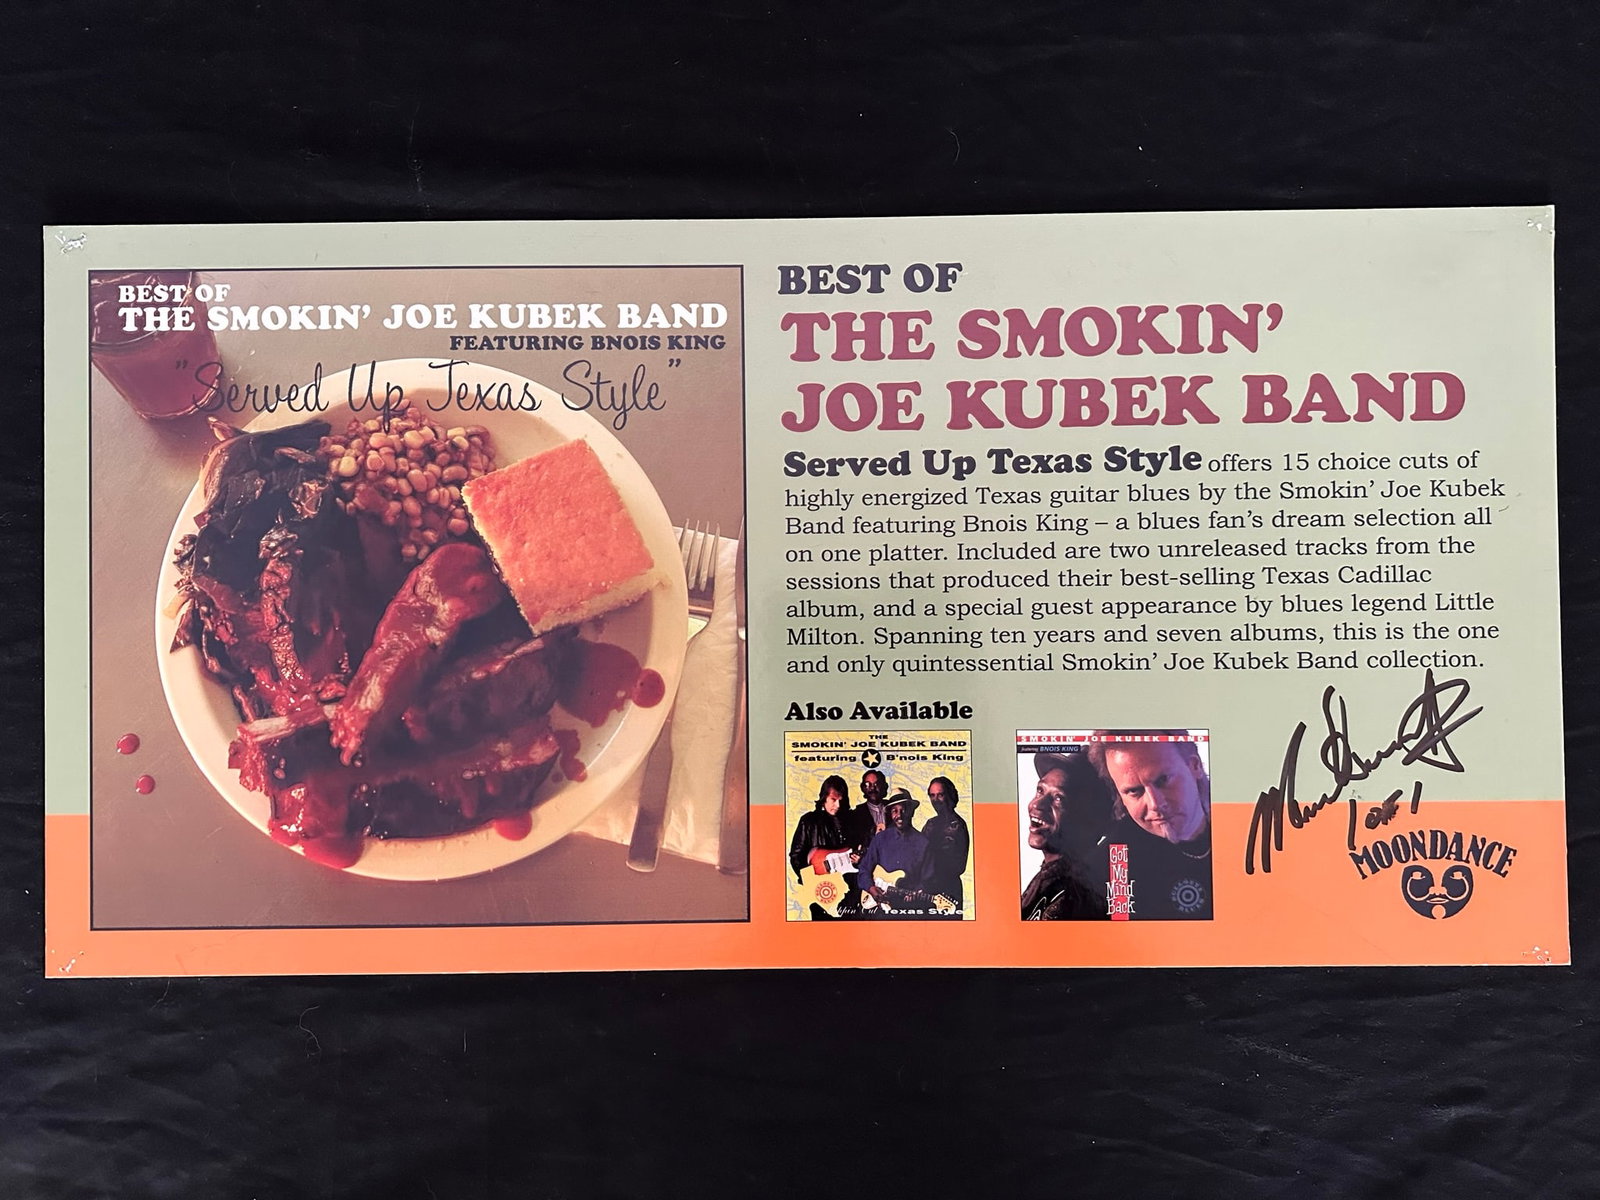 BEST OF
THE SMOKIN' JOE KUBEK BAND
FEATURING BNOIS KING
"Served Up Texas Style"
BEST OF
THE SMOKIN'
JOE KUBEK BAND
Served Up Texas Style offers 15 choice cuts of
highly energized Texas guitar blues by the Smokin' Joe Kubek
Band featuring Bnois King – a blues fan's dream selection all
on one platter. Included are two unreleased tracks from the
sessions that produced their best-selling Texas Cadillac
album, and a special guest appearance by blues legend Little
Milton. Spanning ten years and seven albums, this is the one
and only quintessential Smokin' Joe Kubek Band collection.
Also Available
THE
SMOKIN' JOE KUBEK BAND
featuring B'nois King
Texas Style
SMOKIN' JOE KUBEK BAND
featuring BNOIS KING
Got
My
Mind
Back
1 of 1
MOONDANCE